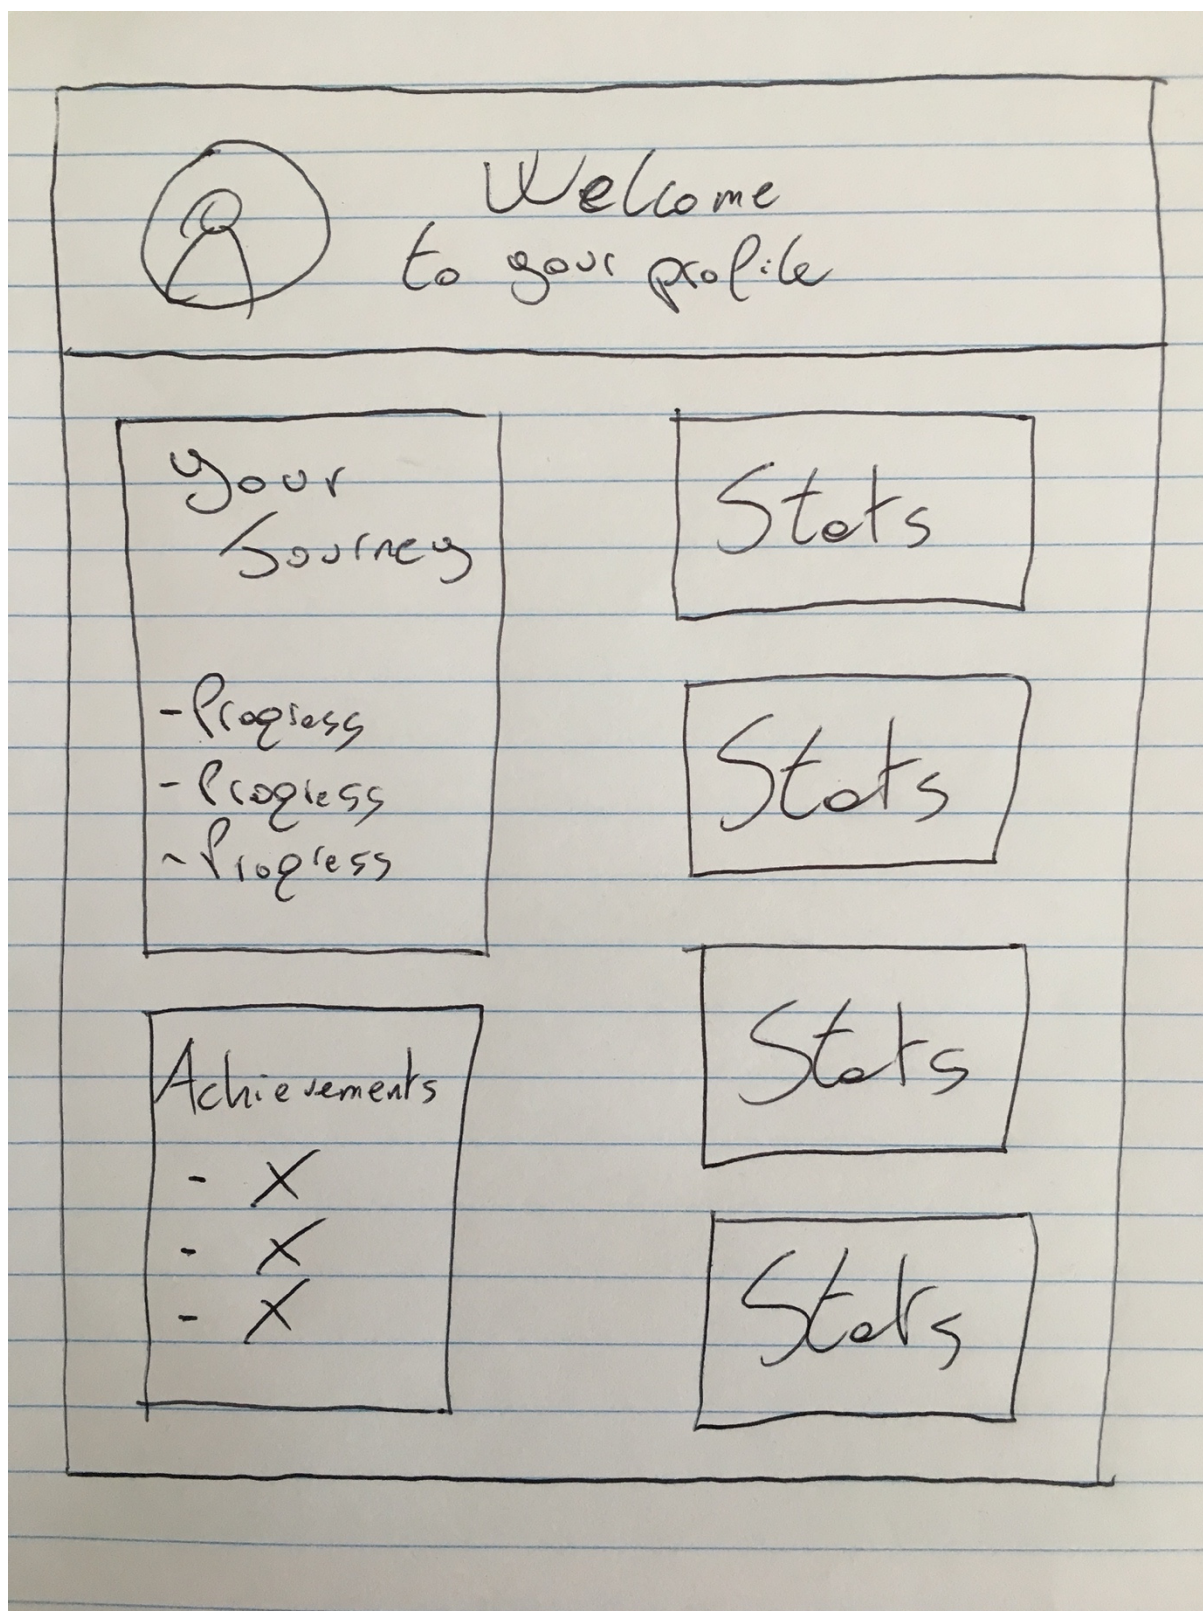 Welcome
to your profile
Your
Journey
- Progress
- Progress
- Progress
Achievements
- X
- X
- X
Stats
Stats
Stats
Stats